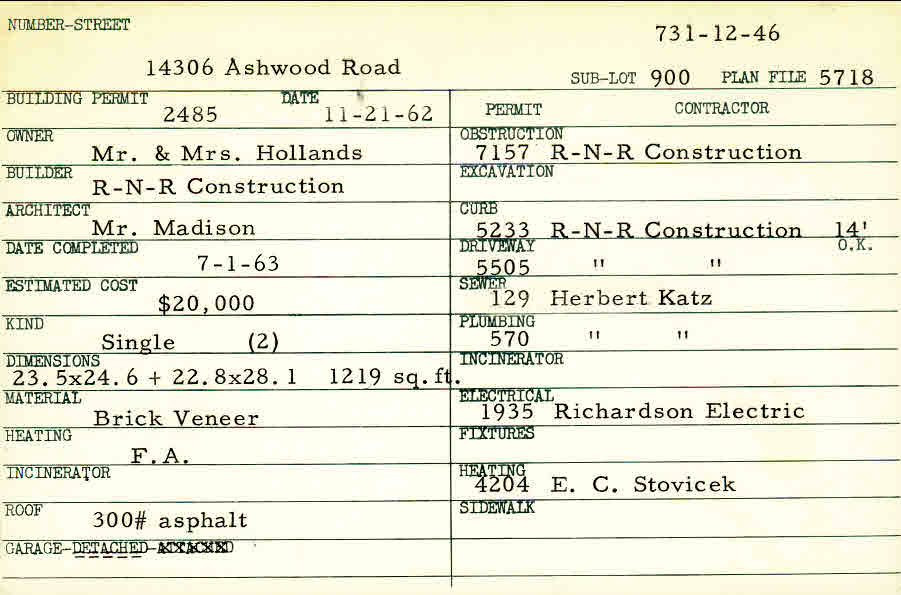 NUMBER-STREET
731-12-46
14306 Ashwood Road
SUB-LOT 900 PLAN FILE 5718
BUILDING PERMIT DATE
2485 11-21-62
PERMIT CONTRACTOR
OWNER
Mr. & Mrs. Hollands
OBSTRUCTION
7157 R-N-R Construction
BUILDER
R-N-R Construction
EXCAVATION
ARCHITECT
Mr. Madison
CURB
5233 R-N-R Construction 14'
DATE COMPLETED
7-1-63
DRIVEWAY O.K.
5505 " "
ESTIMATED COST
$20,000
SEWER
129 Herbert Katz
KIND
Single (2)
PLUMBING
570 " "
DIMENSIONS
23.5x24.6 + 22.8x28.1 1219 sq.ft.
INCINERATOR
MATERIAL
Brick Veneer
ELECTRICAL
1935 Richardson Electric
HEATING
F.A.
FIXTURES
INCINERATOR
HEATING
4204 E. C. Stovicek
ROOF
300# asphalt
SIDEWALK
GARAGE-DETACHED-ATTACHED